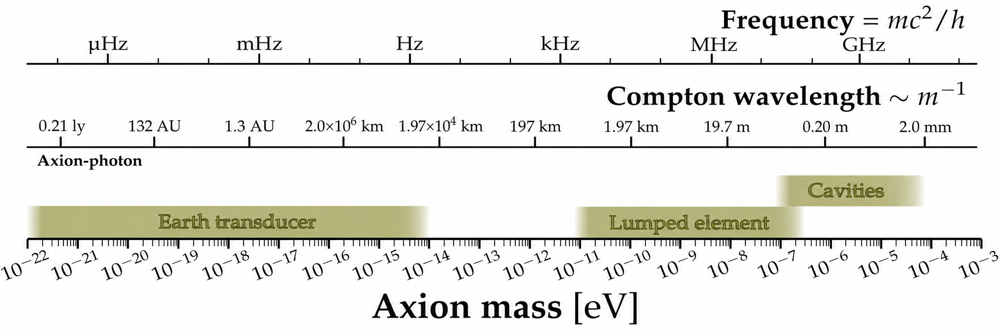 Frequency = mc²/h
µHz mHz Hz kHz MHz GHz
Compton wavelength ∼ m⁻¹
0.21 ly 132 AU 1.3 AU 2.0×10⁶ km 1.97×10⁴ km 197 km 1.97 km 19.7 m 0.20 m 2.0 mm
Axion-photon
Cavities
Earth transducer Lumped element
10⁻²² 10⁻²¹ 10⁻²⁰ 10⁻¹⁹ 10⁻¹⁸ 10⁻¹⁷ 10⁻¹⁶ 10⁻¹⁵ 10⁻¹⁴ 10⁻¹³ 10⁻¹² 10⁻¹¹ 10⁻¹⁰ 10⁻⁹ 10⁻⁸ 10⁻⁷ 10⁻⁶ 10⁻⁵ 10⁻⁴ 10⁻³
Axion mass [eV]